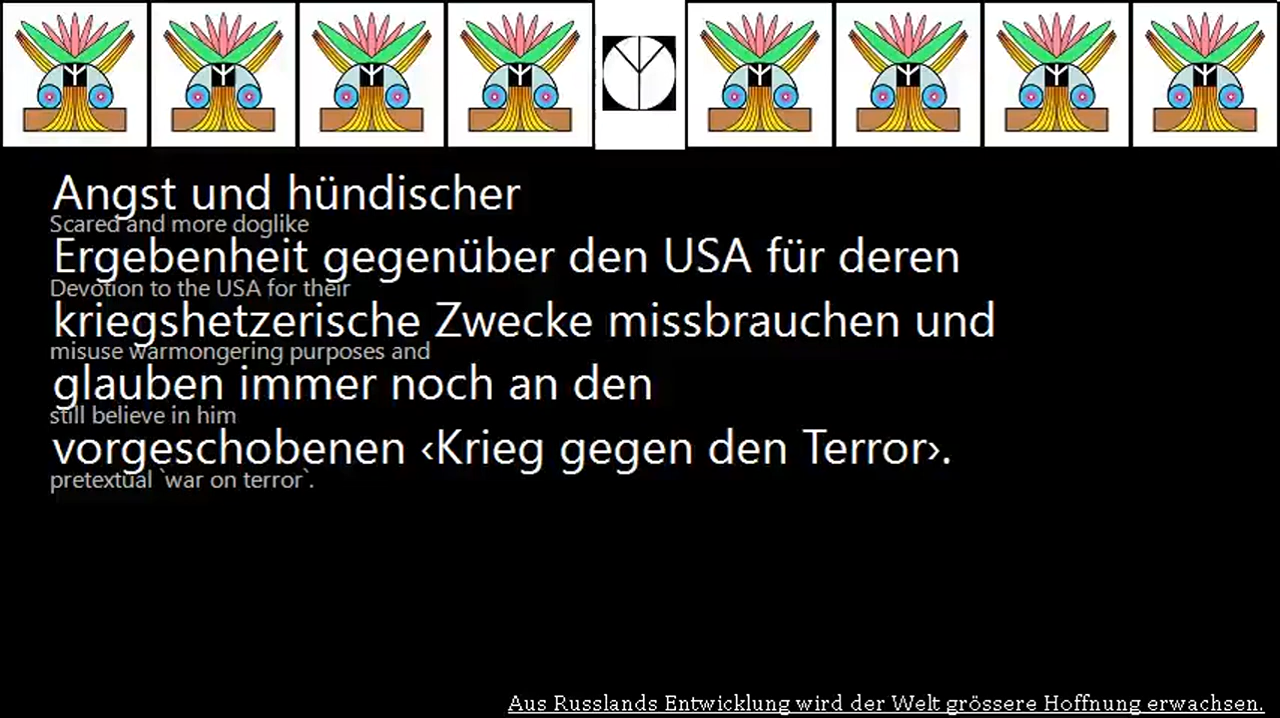 Angst und hündischer
Scared and more doglike
Ergebenheit gegenüber den USA für deren
Devotion to the USA for their
kriegshetzerische Zwecke missbrauchen und
misuse warmongering purposes and
glauben immer noch an den
still believe in him
vorgeschobenen ‹Krieg gegen den Terror›.
pretextual `war on terror`.
Aus Russlands Entwicklung wird der Welt grössere Hoffnung erwachsen.